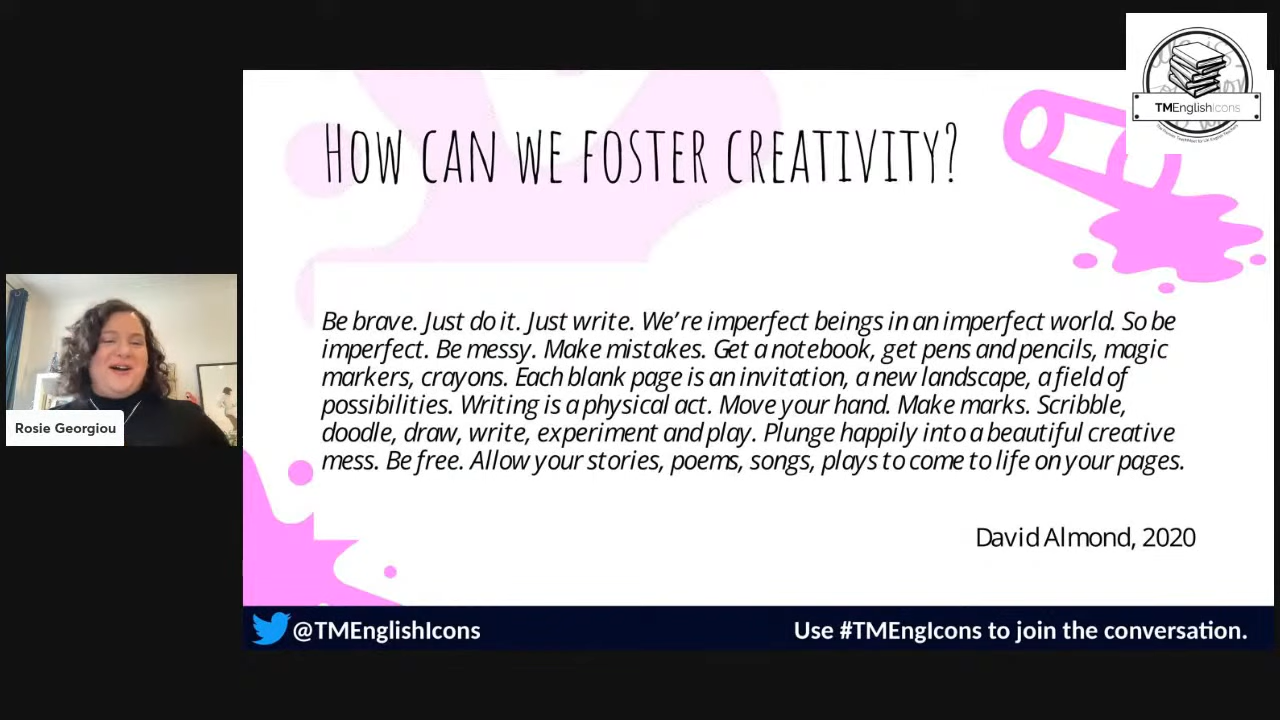 TMEnglishIcons
HOW CAN WE FOSTER CREATIVITY?
Be brave. Just do it. Just write. We're imperfect beings in an imperfect world. So be
imperfect. Be messy. Make mistakes. Get a notebook, get pens and pencils, magic
markers, crayons. Each blank page is an invitation, a new landscape, a field of
possibilities. Writing is a physical act. Move your hand. Make marks. Scribble,
doodle, draw, write, experiment and play. Plunge happily into a beautiful creative
mess. Be free. Allow your stories, poems, songs, plays to come to life on your pages.
David Almond, 2020
Rosie Georgiou
@TMEnglishIcons
Use #TMEngIcons to join the conversation.